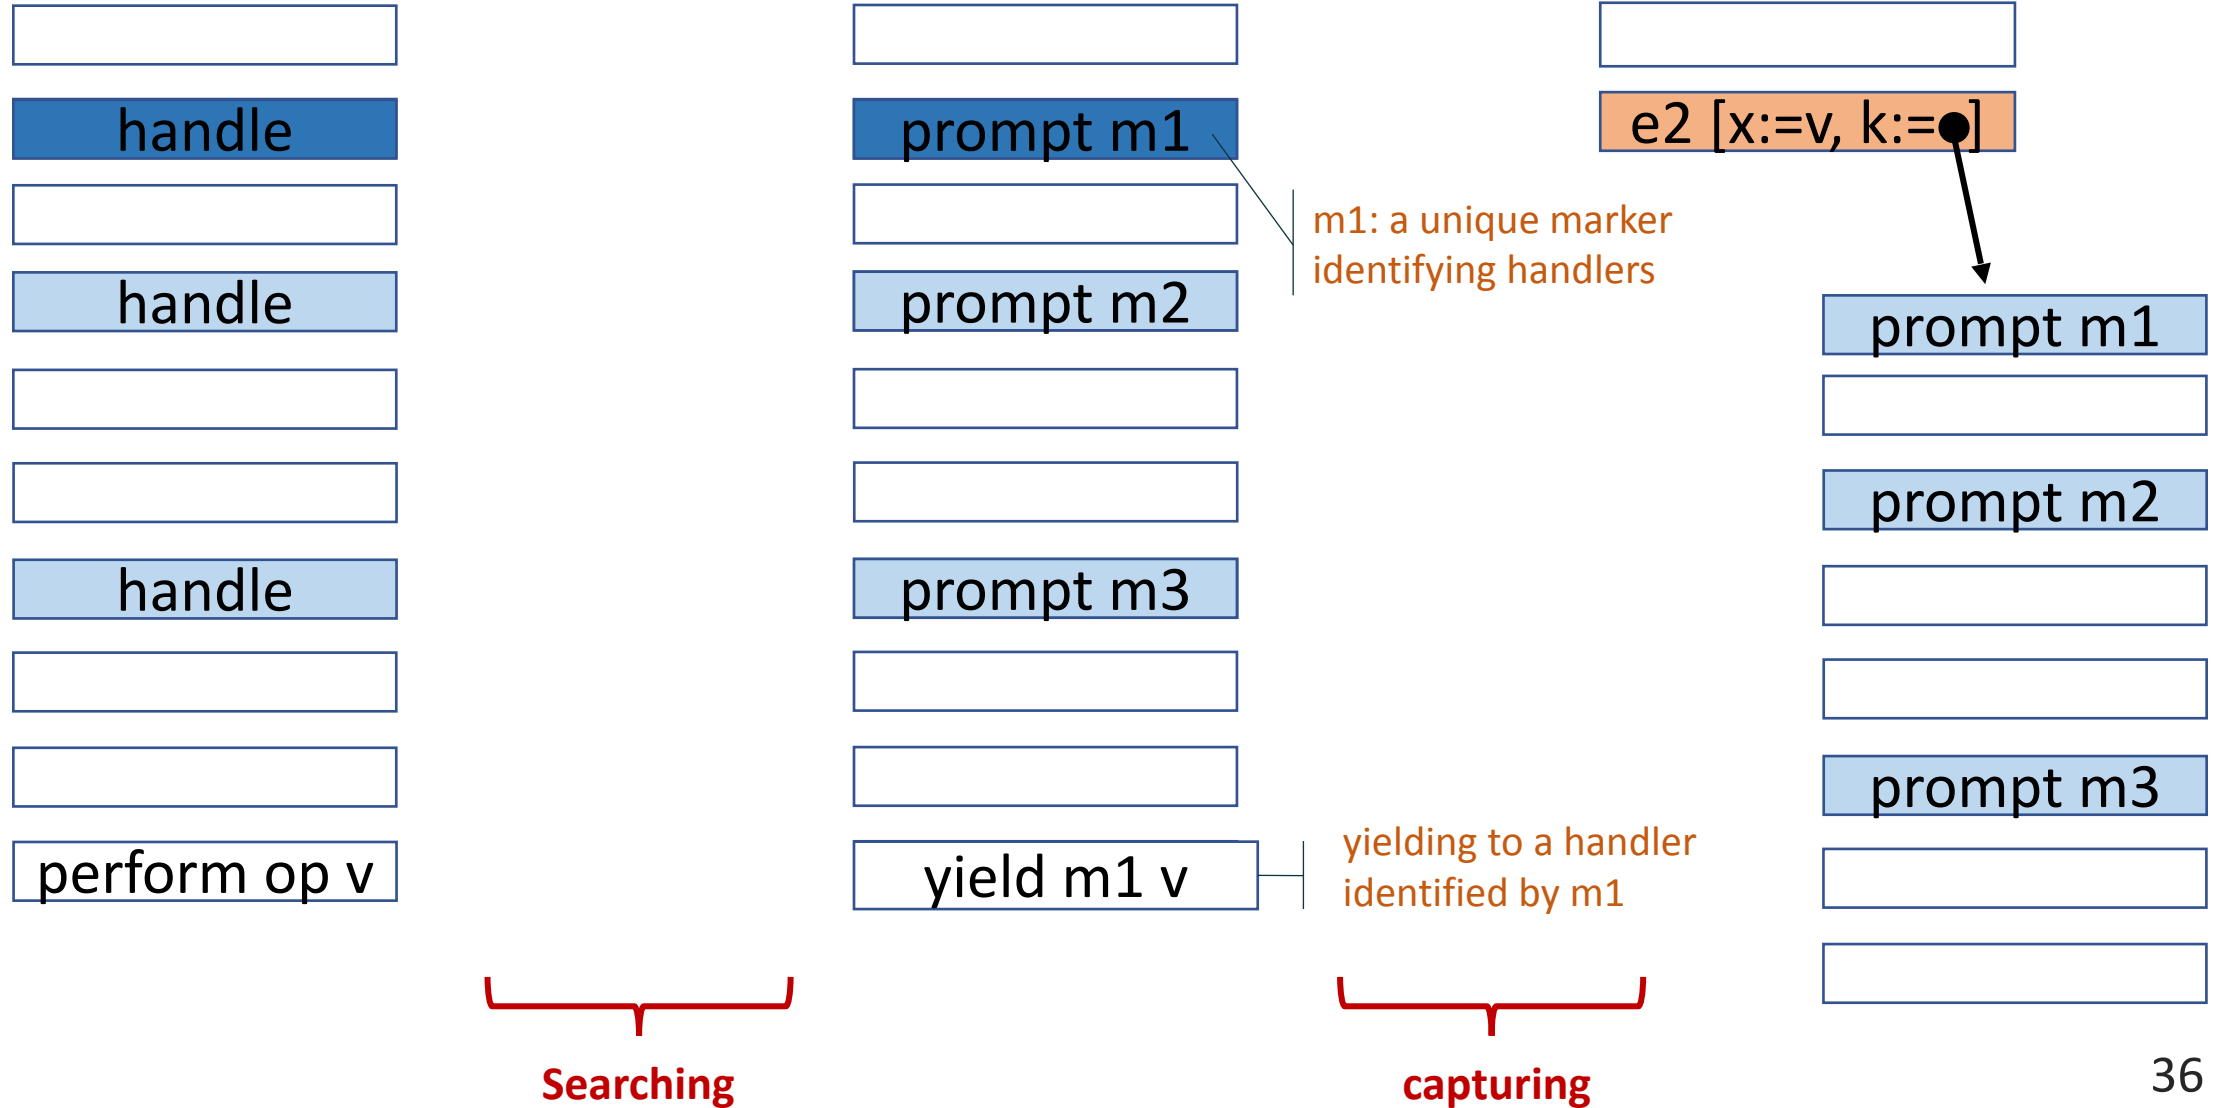 handle
handle
handle
perform op v
prompt m1
m1: a unique marker
identifying handlers
prompt m2
prompt m3
yield m1 v
yielding to a handler
identified by m1
e2 [x:=v, k:=●]
prompt m1
prompt m2
prompt m3
Searching
capturing
36